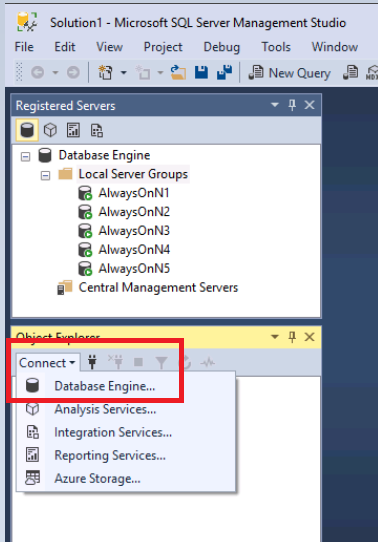 Solution1 - Microsoft SQL Server Management Studio
File Edit View Project Debug Tools Window
New Query
Registered Servers
Database Engine
Local Server Groups
AlwaysOnN1
AlwaysOnN2
AlwaysOnN3
AlwaysOnN4
AlwaysOnN5
Central Management Servers
Object Explorer
Connect
Database Engine...
Analysis Services...
Integration Services...
Reporting Services...
Azure Storage...